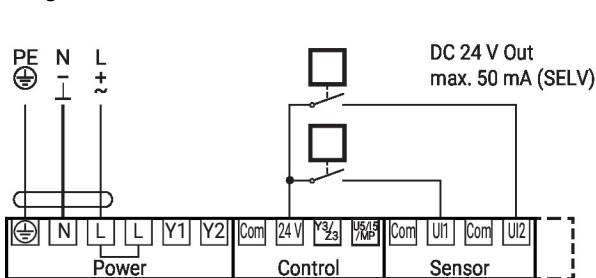 PE N L
- +
~
DC 24 V Out
max. 50 mA (SELV)
N L L Y1 Y2 Com 24 V Y3/ Z3 U5/I5 /MP Com UI1 Com UI2
Power Control Sensor